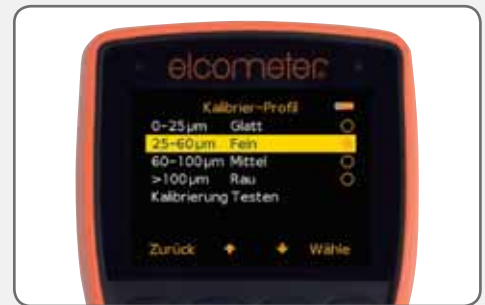 elcometer
Kalibrier-Profil
0-25µm Glatt
25-60µm Fein
60-100µm Mittel
>100µm Rau
Kalibrierung Testen
Zurück ↑ ↓ Wähle